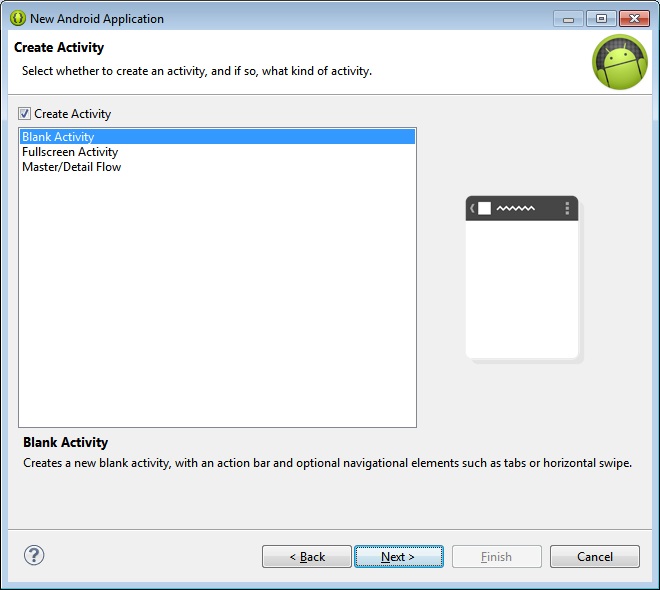 New Android Application
Create Activity
Select whether to create an activity, and if so, what kind of activity.
Create Activity
Blank Activity
Fullscreen Activity
Master/Detail Flow
Blank Activity
Creates a new blank activity, with an action bar and optional navigational elements such as tabs or horizontal swipe.
?
< Back
Next >
Finish
Cancel